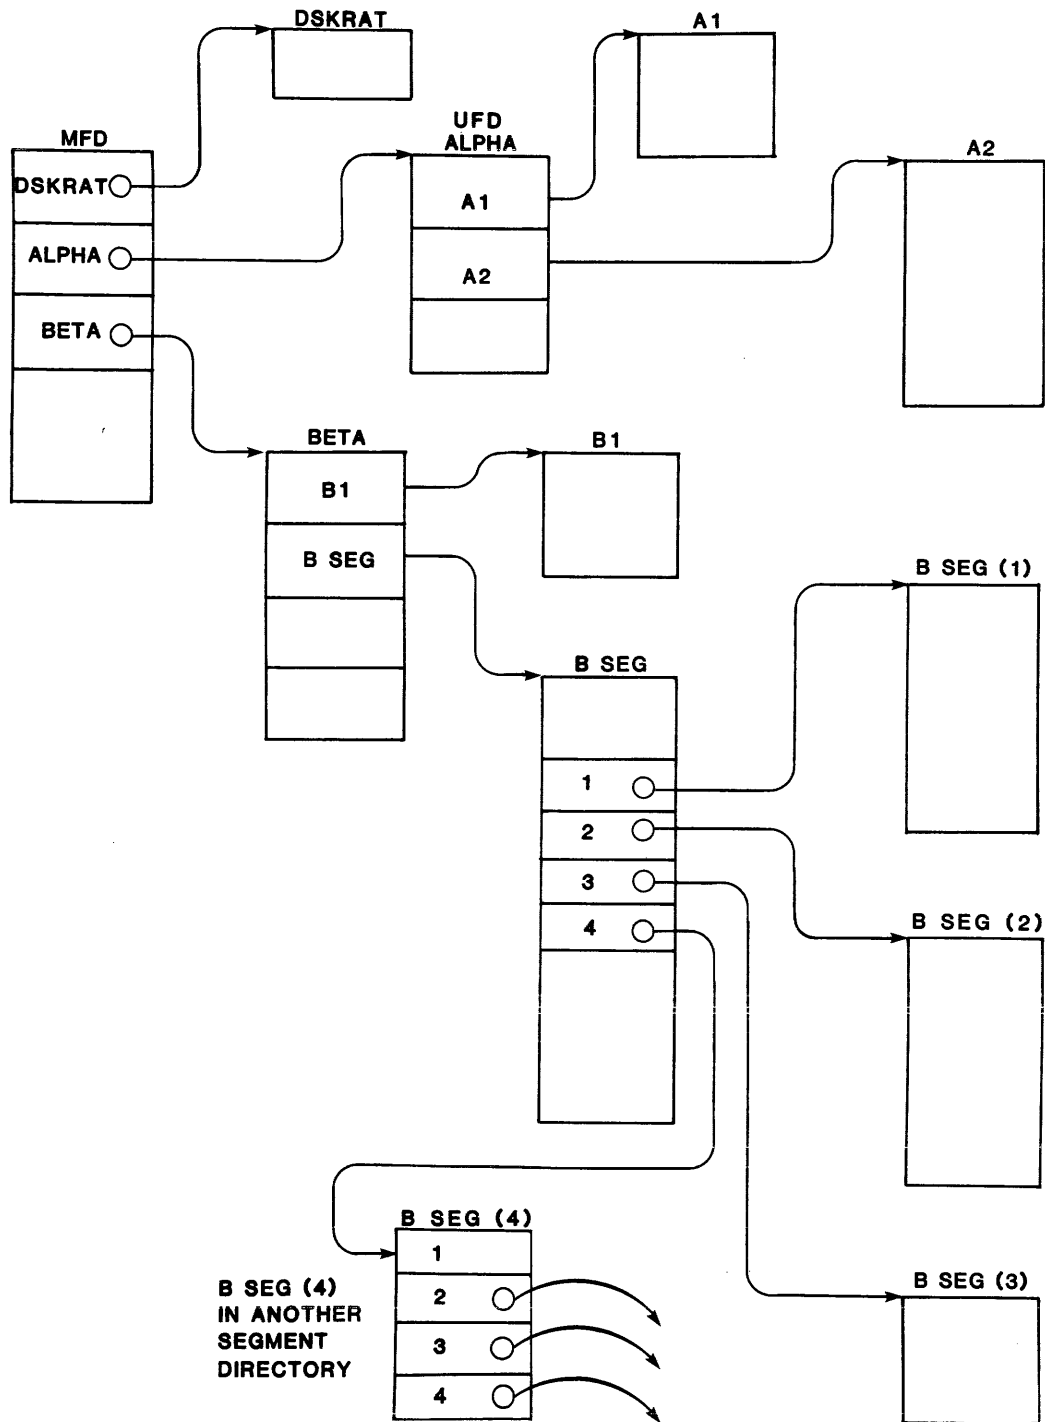 DSKRAT
A1
MFD
UFD
ALPHA
A2
DSKRAT
A1
ALPHA
A2
BETA
BETA
B1
B1
B SEG
B SEG (1)
B SEG
1
2
3
4
B SEG (2)
B SEG (4)
1
B SEG (4)
IN ANOTHER
SEGMENT
DIRECTORY
2
3
4
B SEG (3)